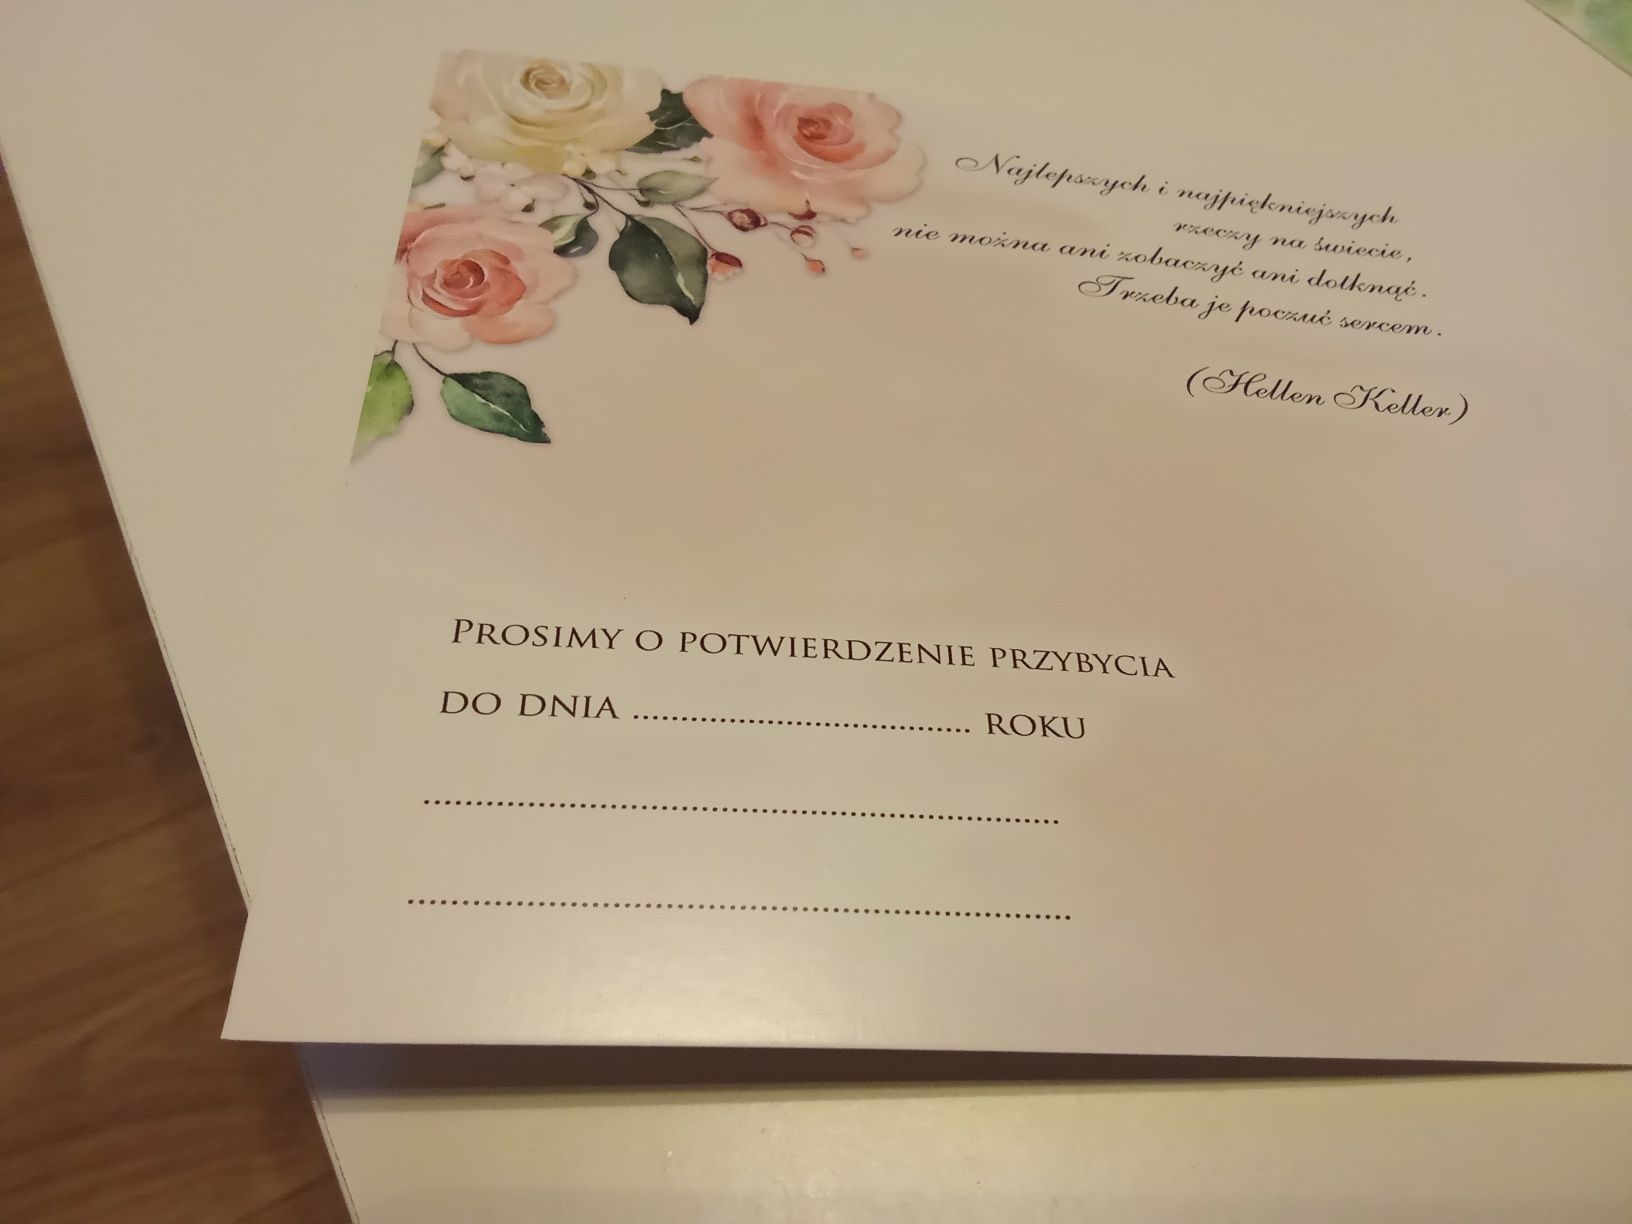 Najlepszych i najpiękniejszych
rzeczy na świecie,
nie można ani zobaczyć ani dotknąć.
Trzeba je poczuć sercem.
(Hellen Keller)
PROSIMY O POTWIERDZENIE PRZYBYCIA
DO DNIA ................................... ROKU
..................................................................
.....................................................................